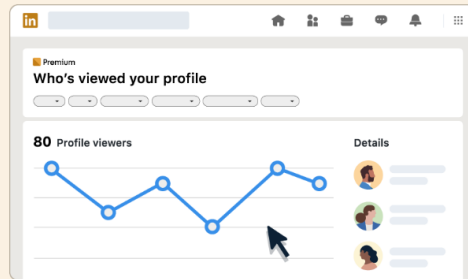 in
Premium
Who's viewed your profile
80 Profile viewers
Details